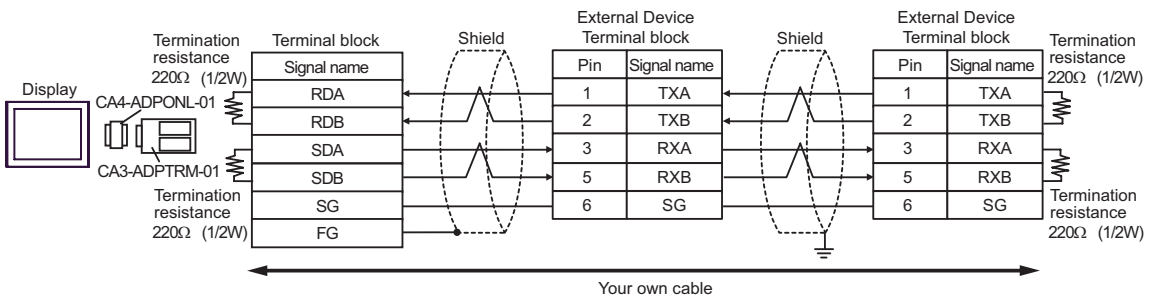 Termination
resistance
220Ω (1/2W)
Terminal block
Shield
External Device
Terminal block
Shield
External Device
Terminal block
Termination
resistance
220Ω (1/2W)
Signal name
Pin Signal name
Pin Signal name
Display
CA4-ADPONL-01
RDA
1 TXA
1 TXA
RDB
2 TXB
2 TXB
SDA
3 RXA
3 RXA
CA3-ADPTRM-01
SDB
5 RXB
5 RXB
SG
6 SG
6 SG
FG
Termination
resistance
220Ω (1/2W)
Termination
resistance
220Ω (1/2W)
Your own cable